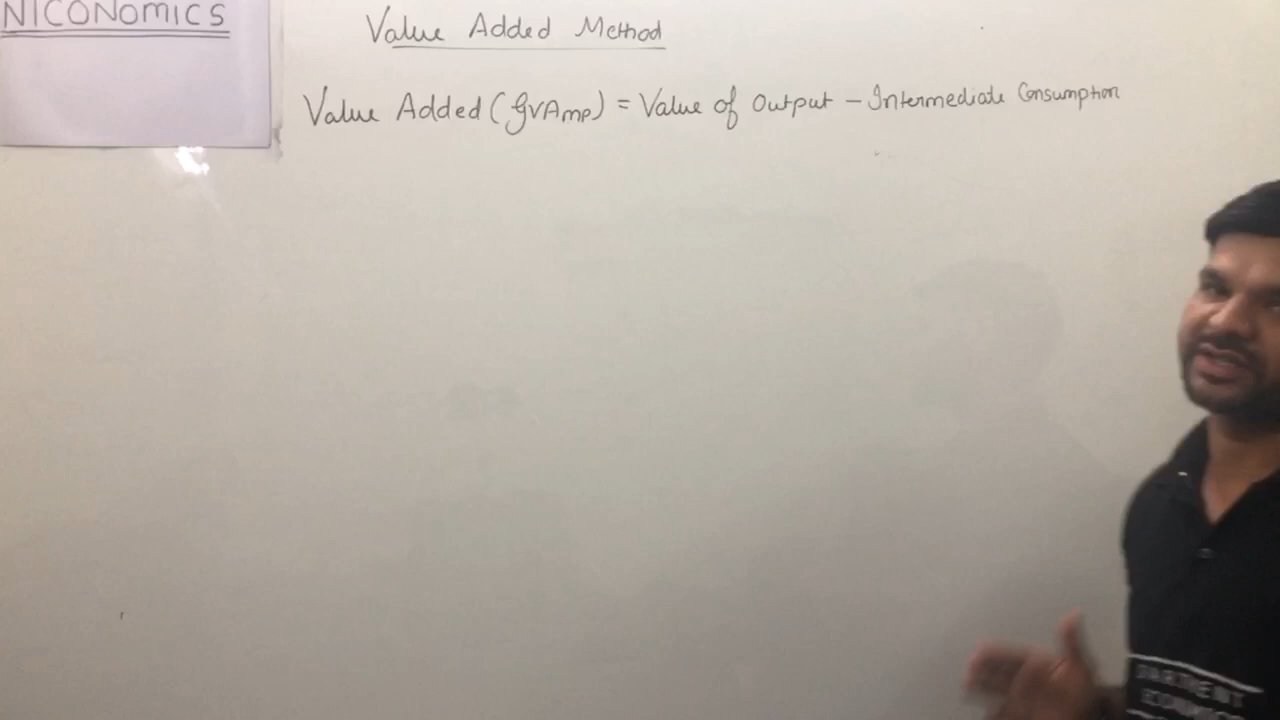 NICONOMICS
Value Added Method
Value Added (GVAMP) = Value of Output - Intermediate Consumption